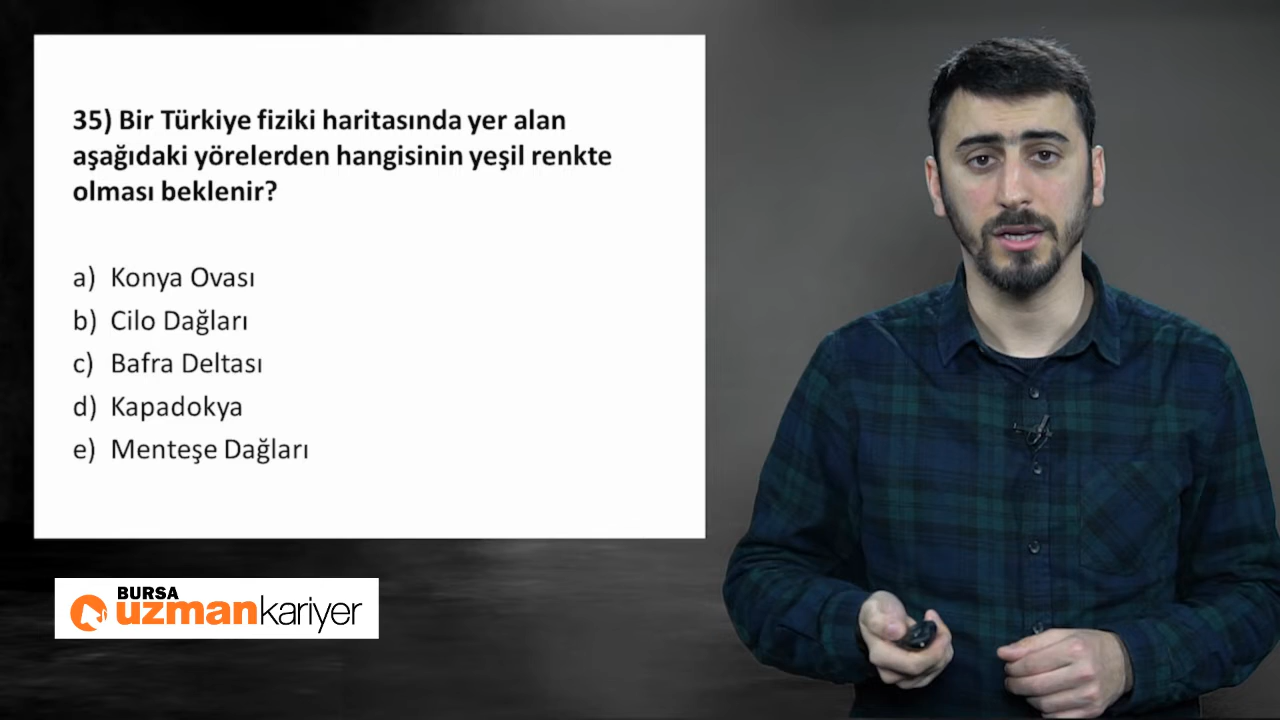 35) Bir Türkiye fiziki haritasında yer alan
aşağıdaki yörelerden hangisinin yeşil renkte
olması beklenir?
a) Konya Ovası
b) Cilo Dağları
c) Bafra Deltası
d) Kapadokya
e) Menteşe Dağları
BURSA
uzmankariyer